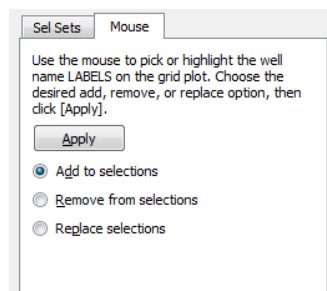 Sel Sets Mouse
Use the mouse to pick or highlight the well
name LABELS on the grid plot. Choose the
desired add, remove, or replace option, then
click [Apply].
Apply
Add to selections
Remove from selections
Replace selections